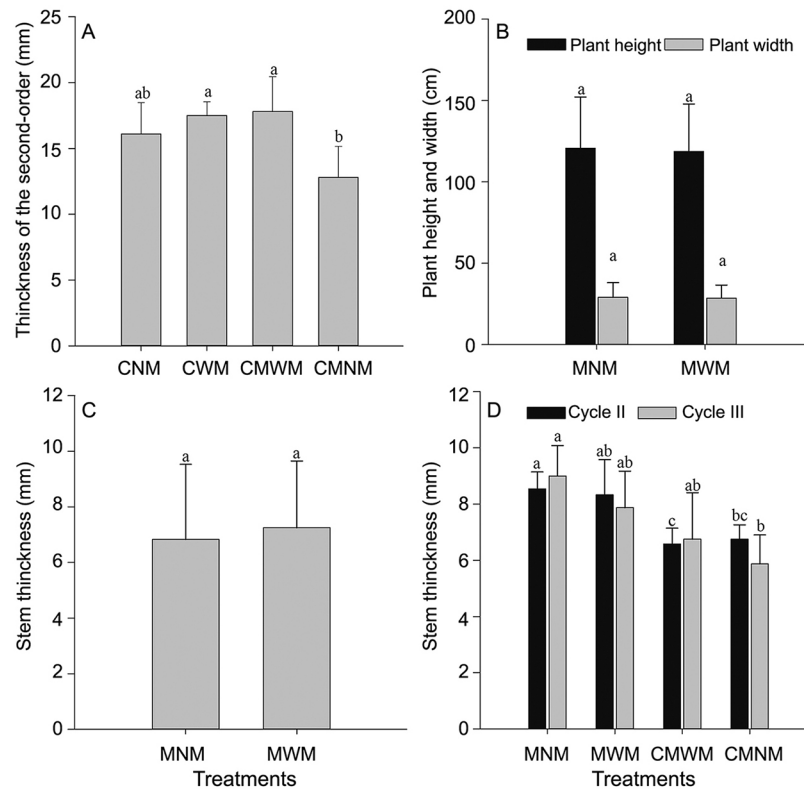 A
Thinckness of the second-order (mm)
25
20
15
10
5
0
ab
a
a
b
CNM CWM CMWM CMNM
B
Plant height Plant width
Plant height and width (cm)
200
150
100
50
0
a
a
a
a
MNM MWM
C
Stem thinckness (mm)
12
10
8
6
4
2
0
a
a
MNM MWM
Treatments
D
Cycle II Cycle III
Stem thinckness (mm)
12
10
8
6
4
2
0
a
a
ab
ab
c
ab
bc
b
MNM MWM CMWM CMNM
Treatments